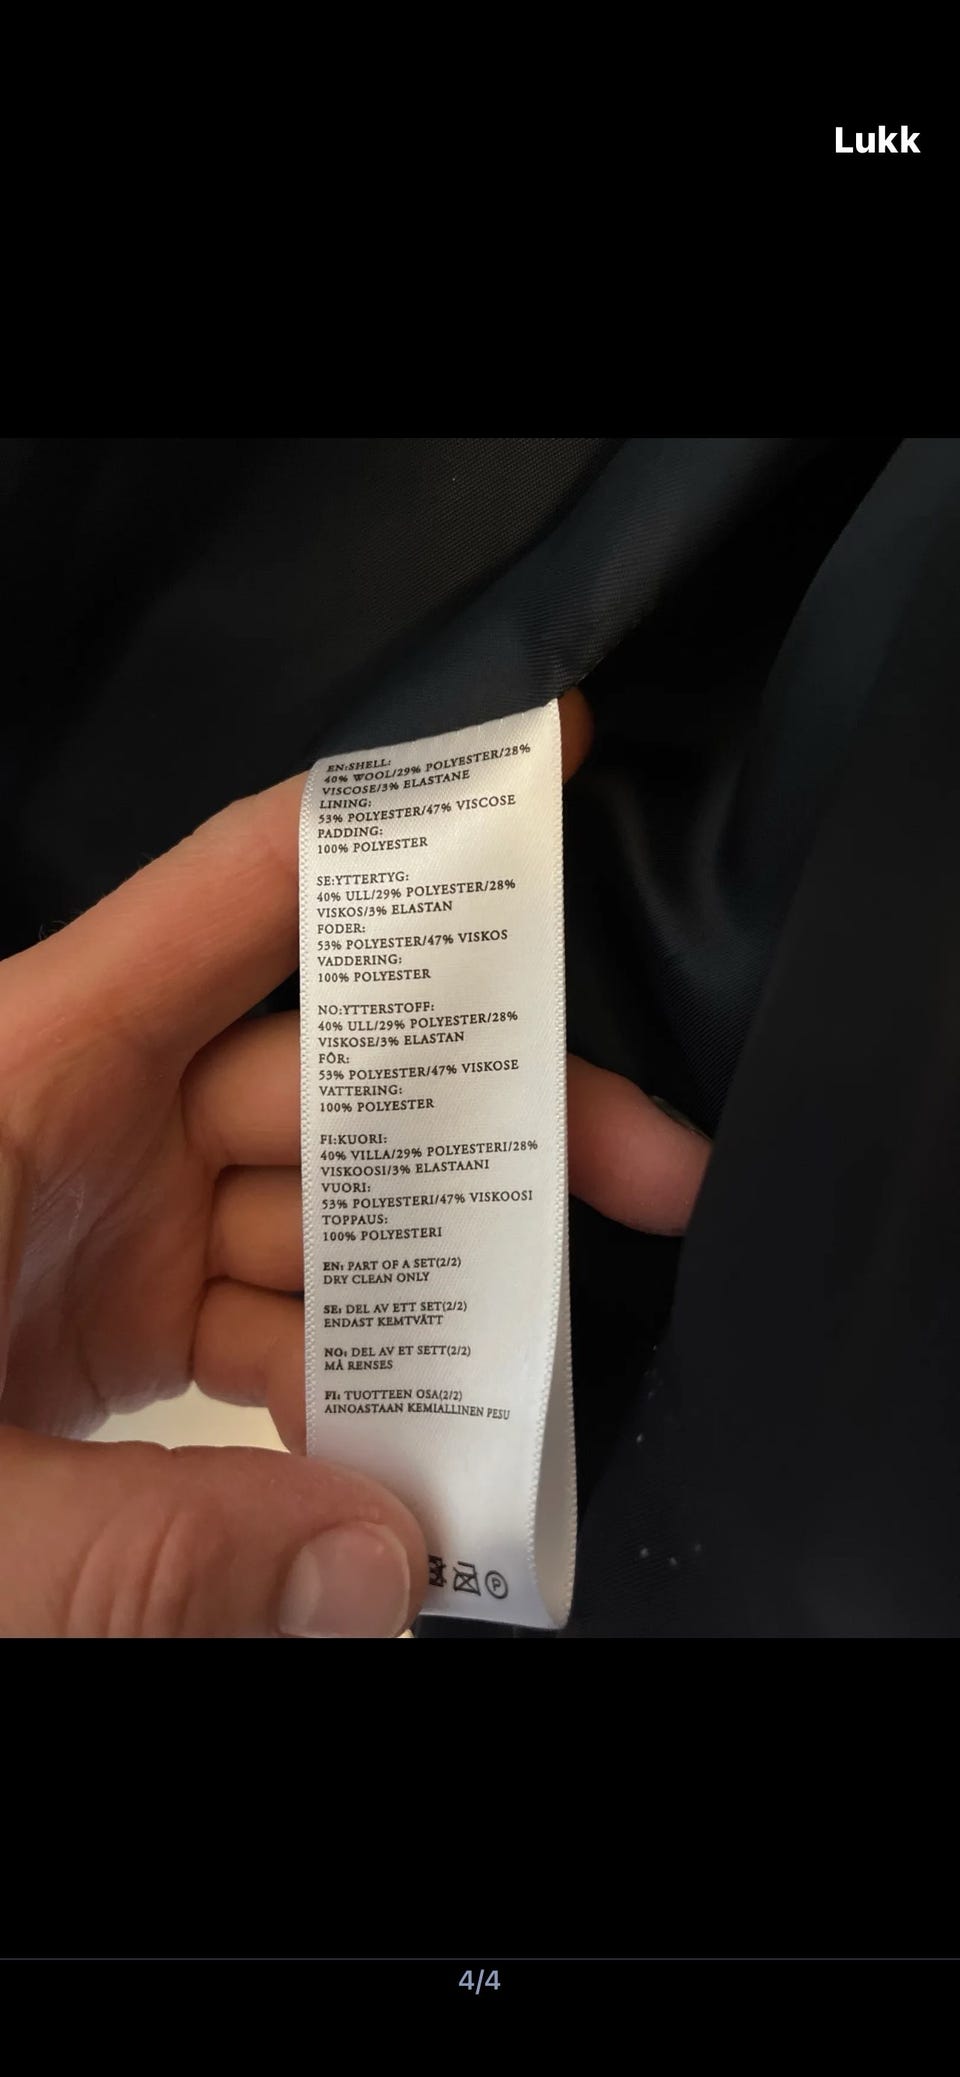 Lukk
EN:SHELL:
40% WOOL/29% POLYESTER/28%
VISCOSE/3% ELASTANE
LINING:
53% POLYESTER/47% VISCOSE
PADDING:
100% POLYESTER
SE:YTTERTYG:
40% ULL/29% POLYESTER/28%
VISKOS/3% ELASTAN
FODER:
53% POLYESTER/47% VISKOS
VADDERING:
100% POLYESTER
NO:YTTERSTOFF:
40% ULL/29% POLYESTER/28%
VISKOSE/3% ELASTAN
FÔR:
53% POLYESTER/47% VISKOSE
VATTERING:
100% POLYESTER
FI:KUORI:
40% VILLA/29% POLYESTERI/28%
VISKOOSI/3% ELASTAANI
VUORI:
53% POLYESTERI/47% VISKOOSI
TOPPAUS:
100% POLYESTERI
EN: PART OF A SET(2/2)
DRY CLEAN ONLY
SE: DEL AV ETT SET(2/2)
ENDAST KEMTVÄTT
NO: DEL AV ET SETT(2/2)
MÅ RENSES
FI: TUOTTEEN OSA(2/2)
AINOASTAAN KEMIALLINEN PESU
P
4/4